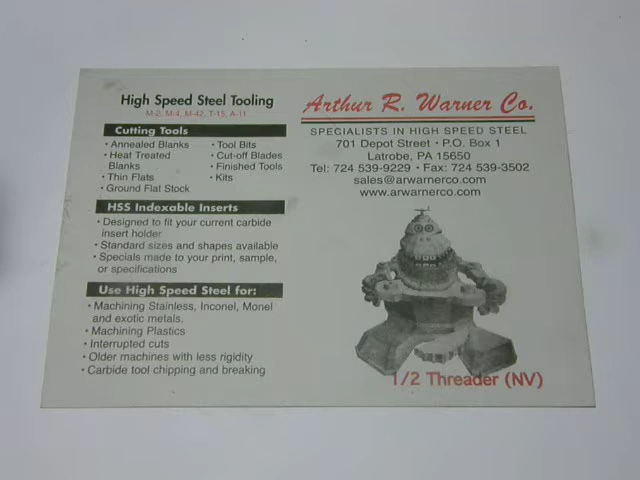 High Speed Steel Tooling
M-2, M-4, M-42, T-15, A-11
Cutting Tools
• Annealed Blanks
• Heat Treated
Blanks
• Thin Flats
• Ground Flat Stock
• Tool Bits
• Cut-off Blades
• Finished Tools
• Kits
HSS Indexable Inserts
• Designed to fit your current carbide
insert holder
• Standard sizes and shapes available
• Specials made to your print, sample,
or specifications
Use High Speed Steel for:
• Machining Stainless, Inconel, Monel
and exotic metals.
• Machining Plastics
• Interrupted cuts
• Older machines with less rigidity
• Carbide tool chipping and breaking
Arthur R. Warner Co.
SPECIALISTS IN HIGH SPEED STEEL
701 Depot Street • P.O. Box 1
Latrobe, PA 15650
Tel: 724 539-9229 • Fax: 724 539-3502
sales@arwarnerco.com
www.arwarnerco.com
1/2 Threader (NV)